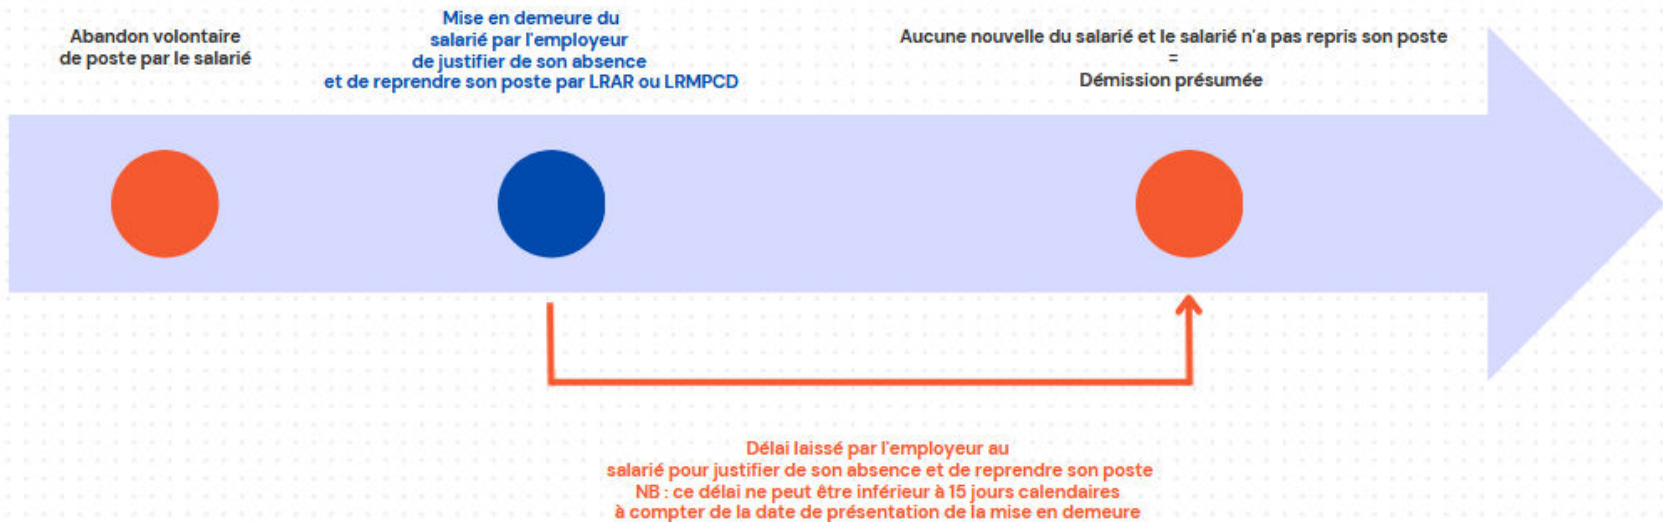 Abandon volontaire
de poste par le salarié
Mise en demeure du
salarié par l'employeur
de justifier de son absence
et de reprendre son poste par LRAR ou LRMPCD
Aucune nouvelle du salarié et le salarié n'a pas repris son poste
=
Démission présumée
Délai laissé par l'employeur au
salarié pour justifier de son absence et de reprendre son poste
NB : ce délai ne peut être inférieur à 15 jours calendaires
à compter de la date de présentation de la mise en demeure